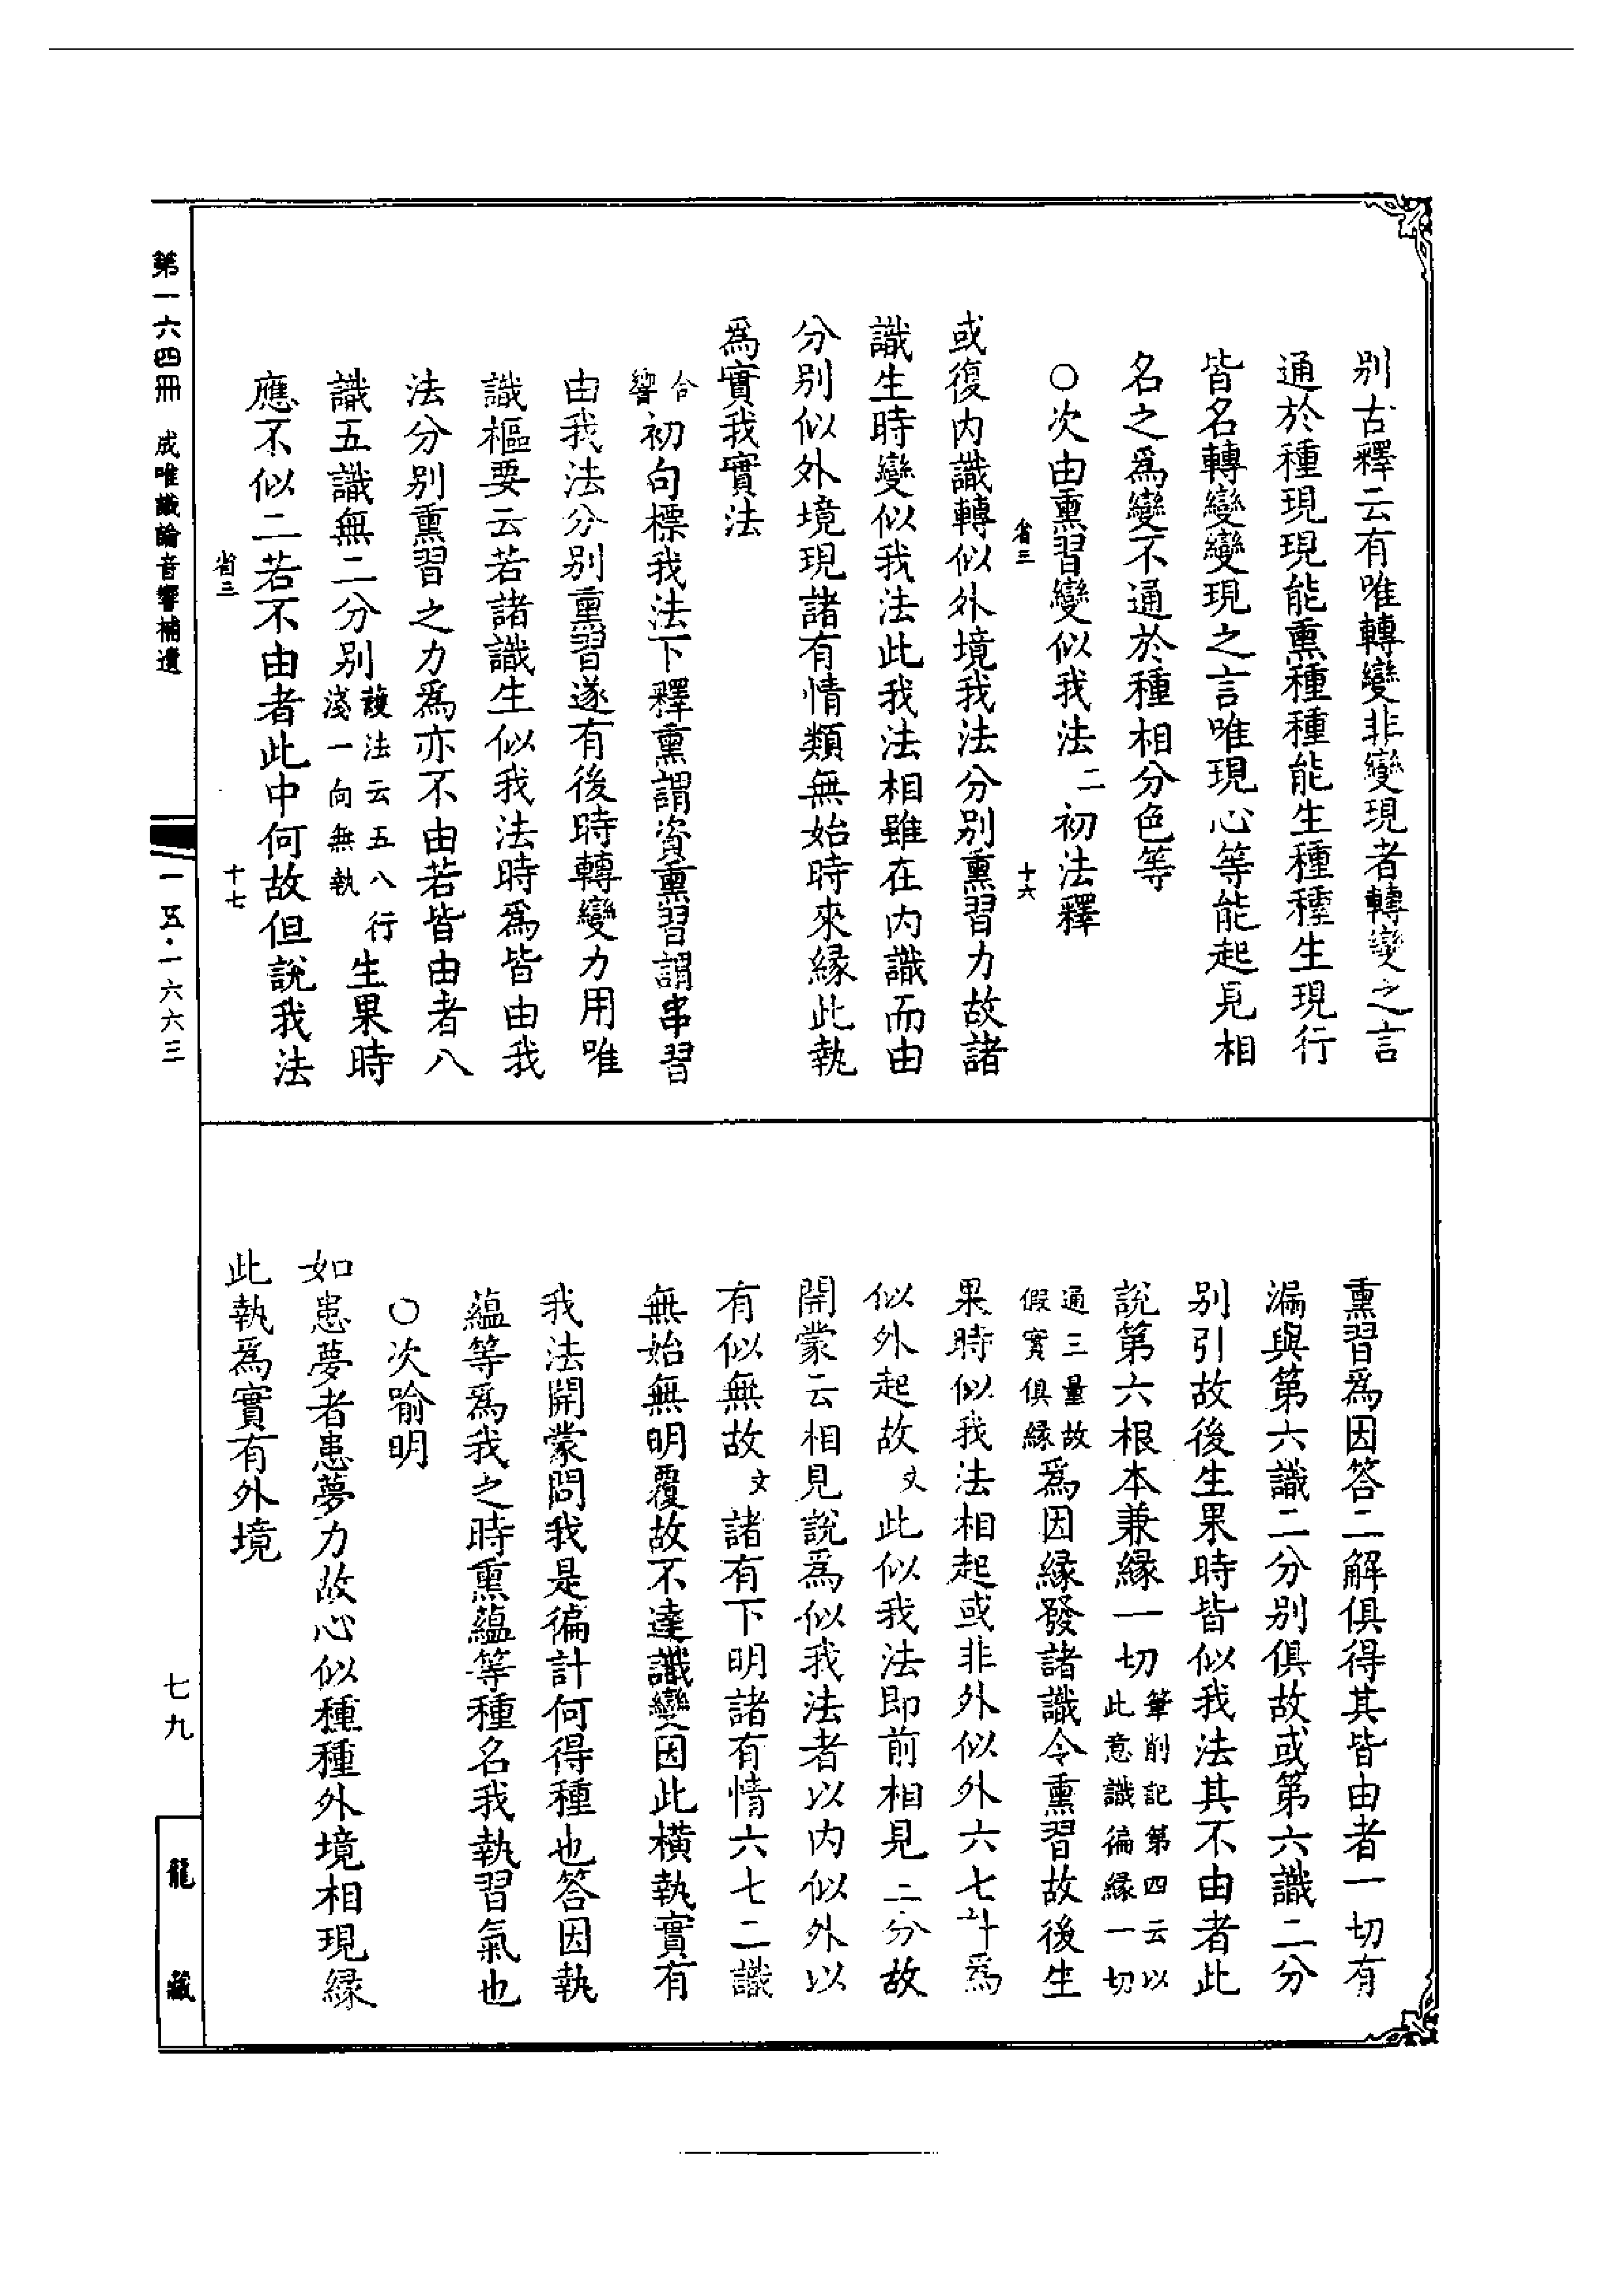 別古釋云有唯轉變非變現者轉變之言
通於種現現能熏種種能生種種生現行
皆名轉變變現之言唯現心等能起見相
名之爲變不通於種相分色等
○次由熏習變似我法二初法釋
省三 十六
或復內識轉似外境我法分別熏習力故諸
識生時變似我法此我法相雖在內識而由
分別似外境現諸有情類無始時來緣此執
爲實我實法
合響初句標我法下釋熏謂資熏習謂串習
由我法分別熏習遂有後時轉變力用唯
識樞要云若諸識生似我法時爲皆由我
法分別熏習之力爲亦不由若皆由者八
識五識無二分別護法云五八行淺一向無執生果時
應不似二若不由者此中何故但說我法
省三 十七
熏習爲因答二解俱得其皆由者一切有
漏與第六識二分別俱故或第六識二分
別引故後生果時皆似我法其不由者此
說第六根本兼緣一切筆削記第四云以此意識徧緣一切
通三量故假實俱緣爲因緣發諸識令熏習故後生
果時似我法相起或非外似外六七計爲
似外起故文此似我法即前相見二分故
開蒙云相見說爲似我法者以內似外以
有似無故文諸有下明諸有情六七二識
無始無明覆故不達識變因此橫執實有
我法開蒙問我是徧計何得種也答因執
蘊等爲我之時熏蘊等種名我執習氣也
○次喻明
如患夢者患夢力故心似種種外境相現緣
此執爲實有外境
第一六四冊 成唯識論音響補遺
一五·一六六三
七九
龍藏